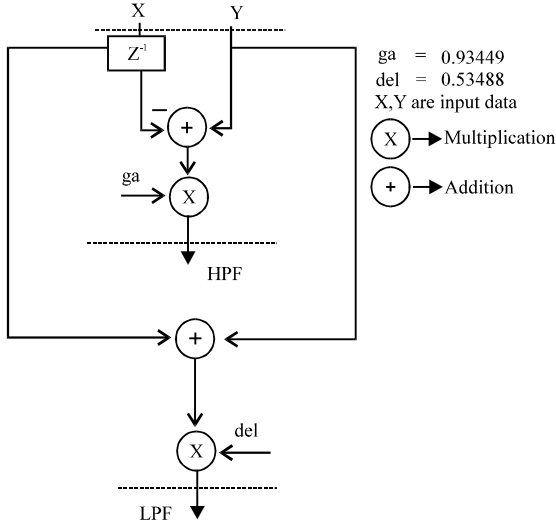 X Y
Z⁻¹
ga = 0.93449
del = 0.53488
X,Y are input data
−
+
X Multiplication
ga
X
+ Addition
HPF
+
del
X
LPF